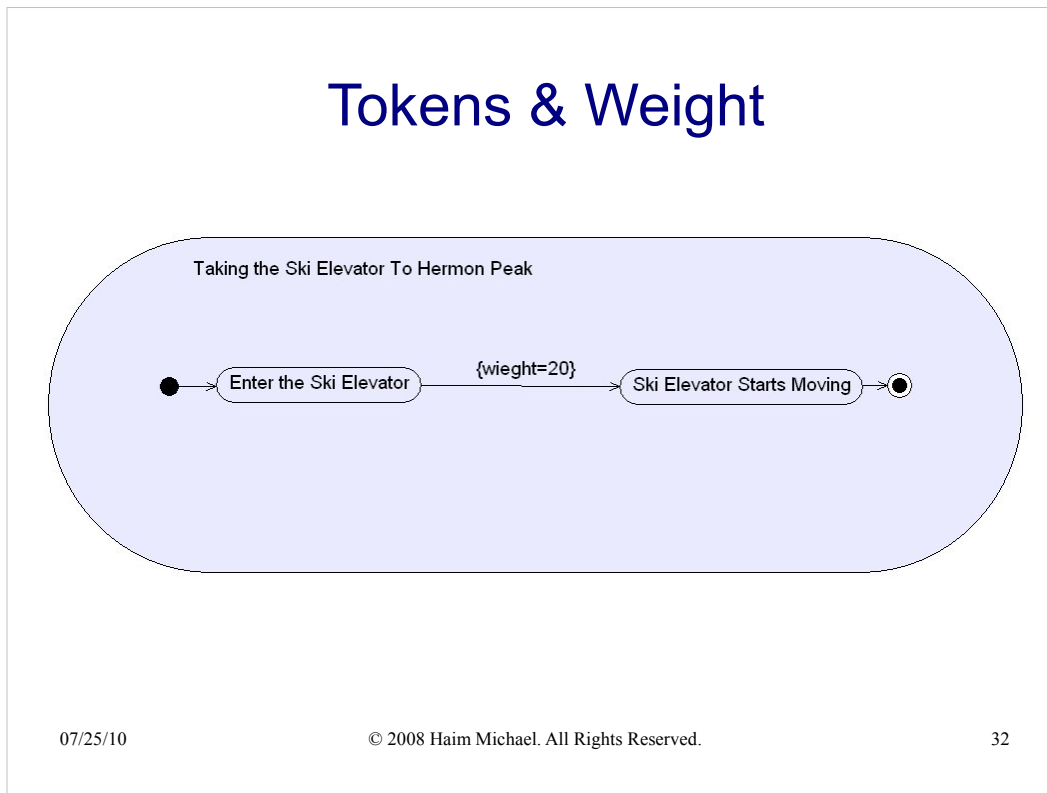 Tokens & Weight
Taking the Ski Elevator To Hermon Peak
{wieght=20}
Enter the Ski Elevator
Ski Elevator Starts Moving
07/25/10
© 2008 Haim Michael. All Rights Reserved.
32